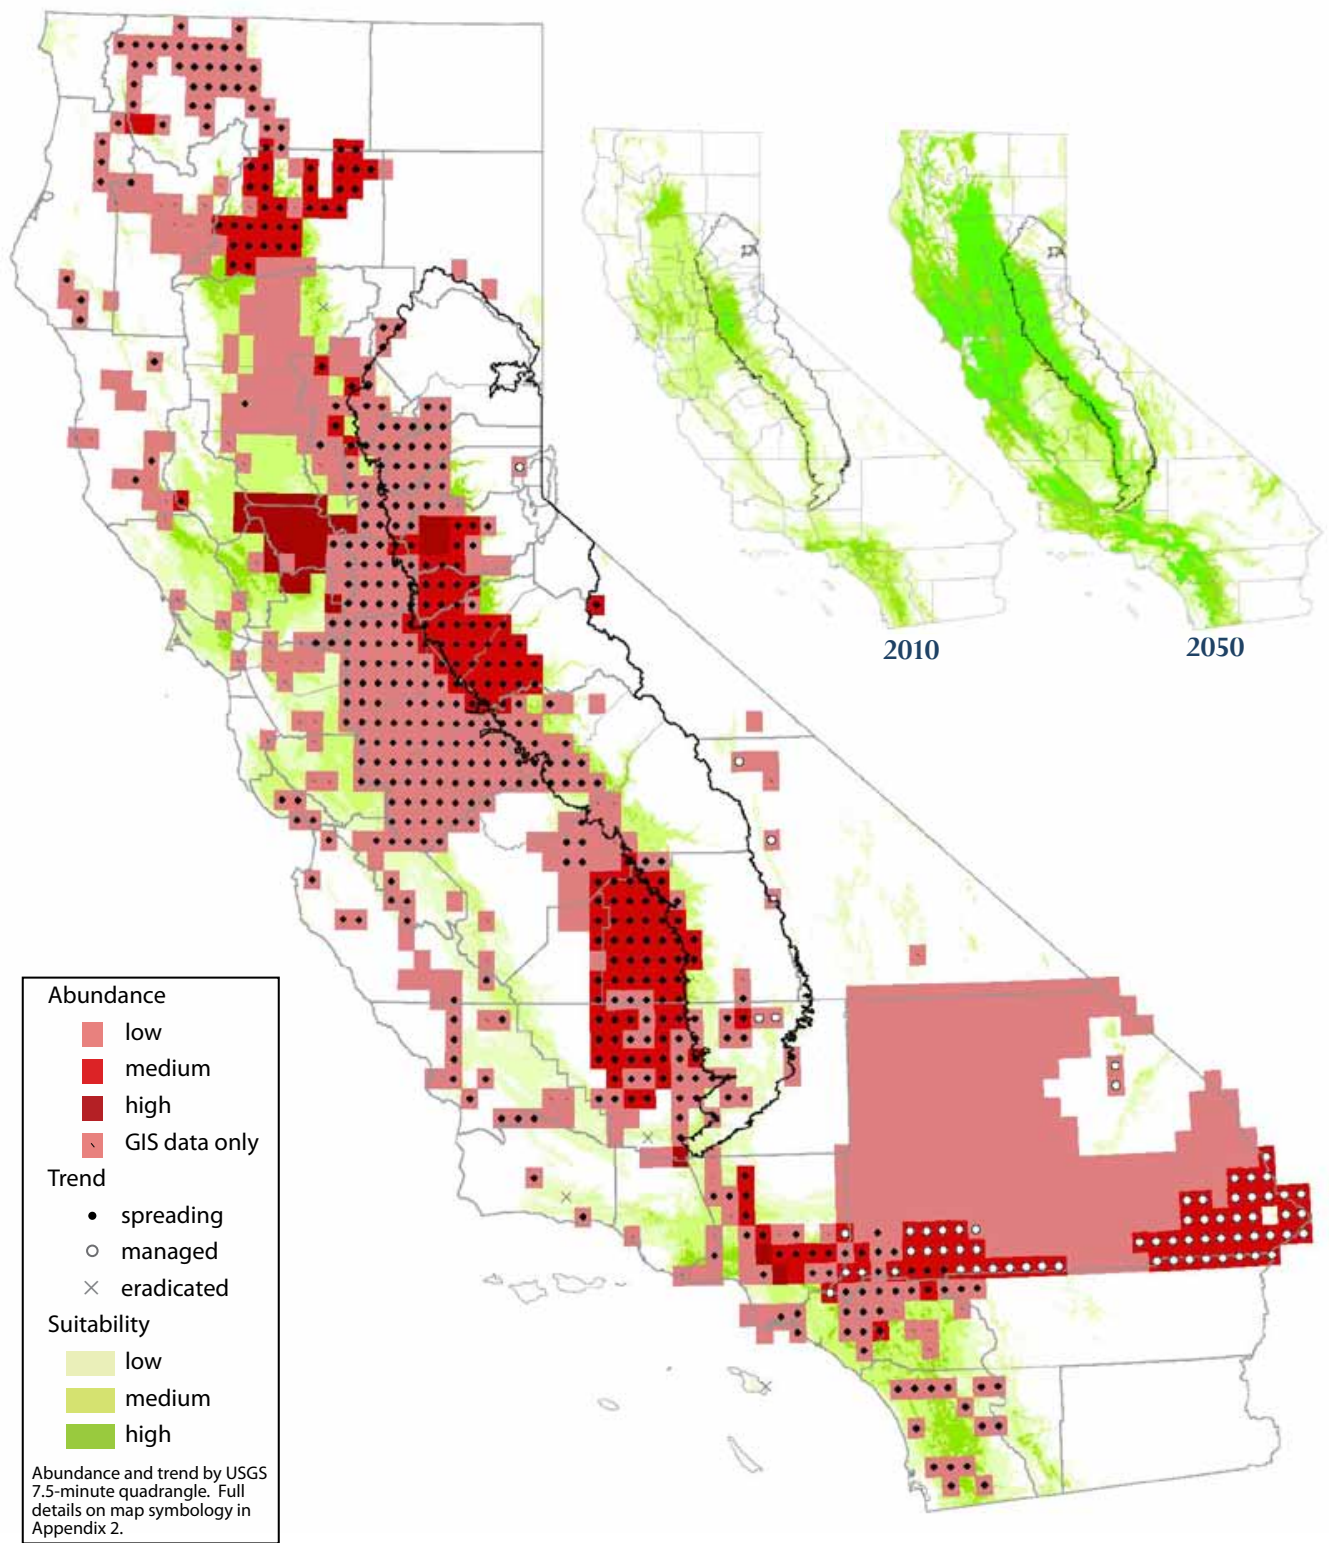 2010
2050
Abundance
low
medium
high
GIS data only
Trend
spreading
managed
eradicated
Suitability
low
medium
high
Abundance and trend by USGS
7.5-minute quadrangle. Full
details on map symbology in
Appendix 2.